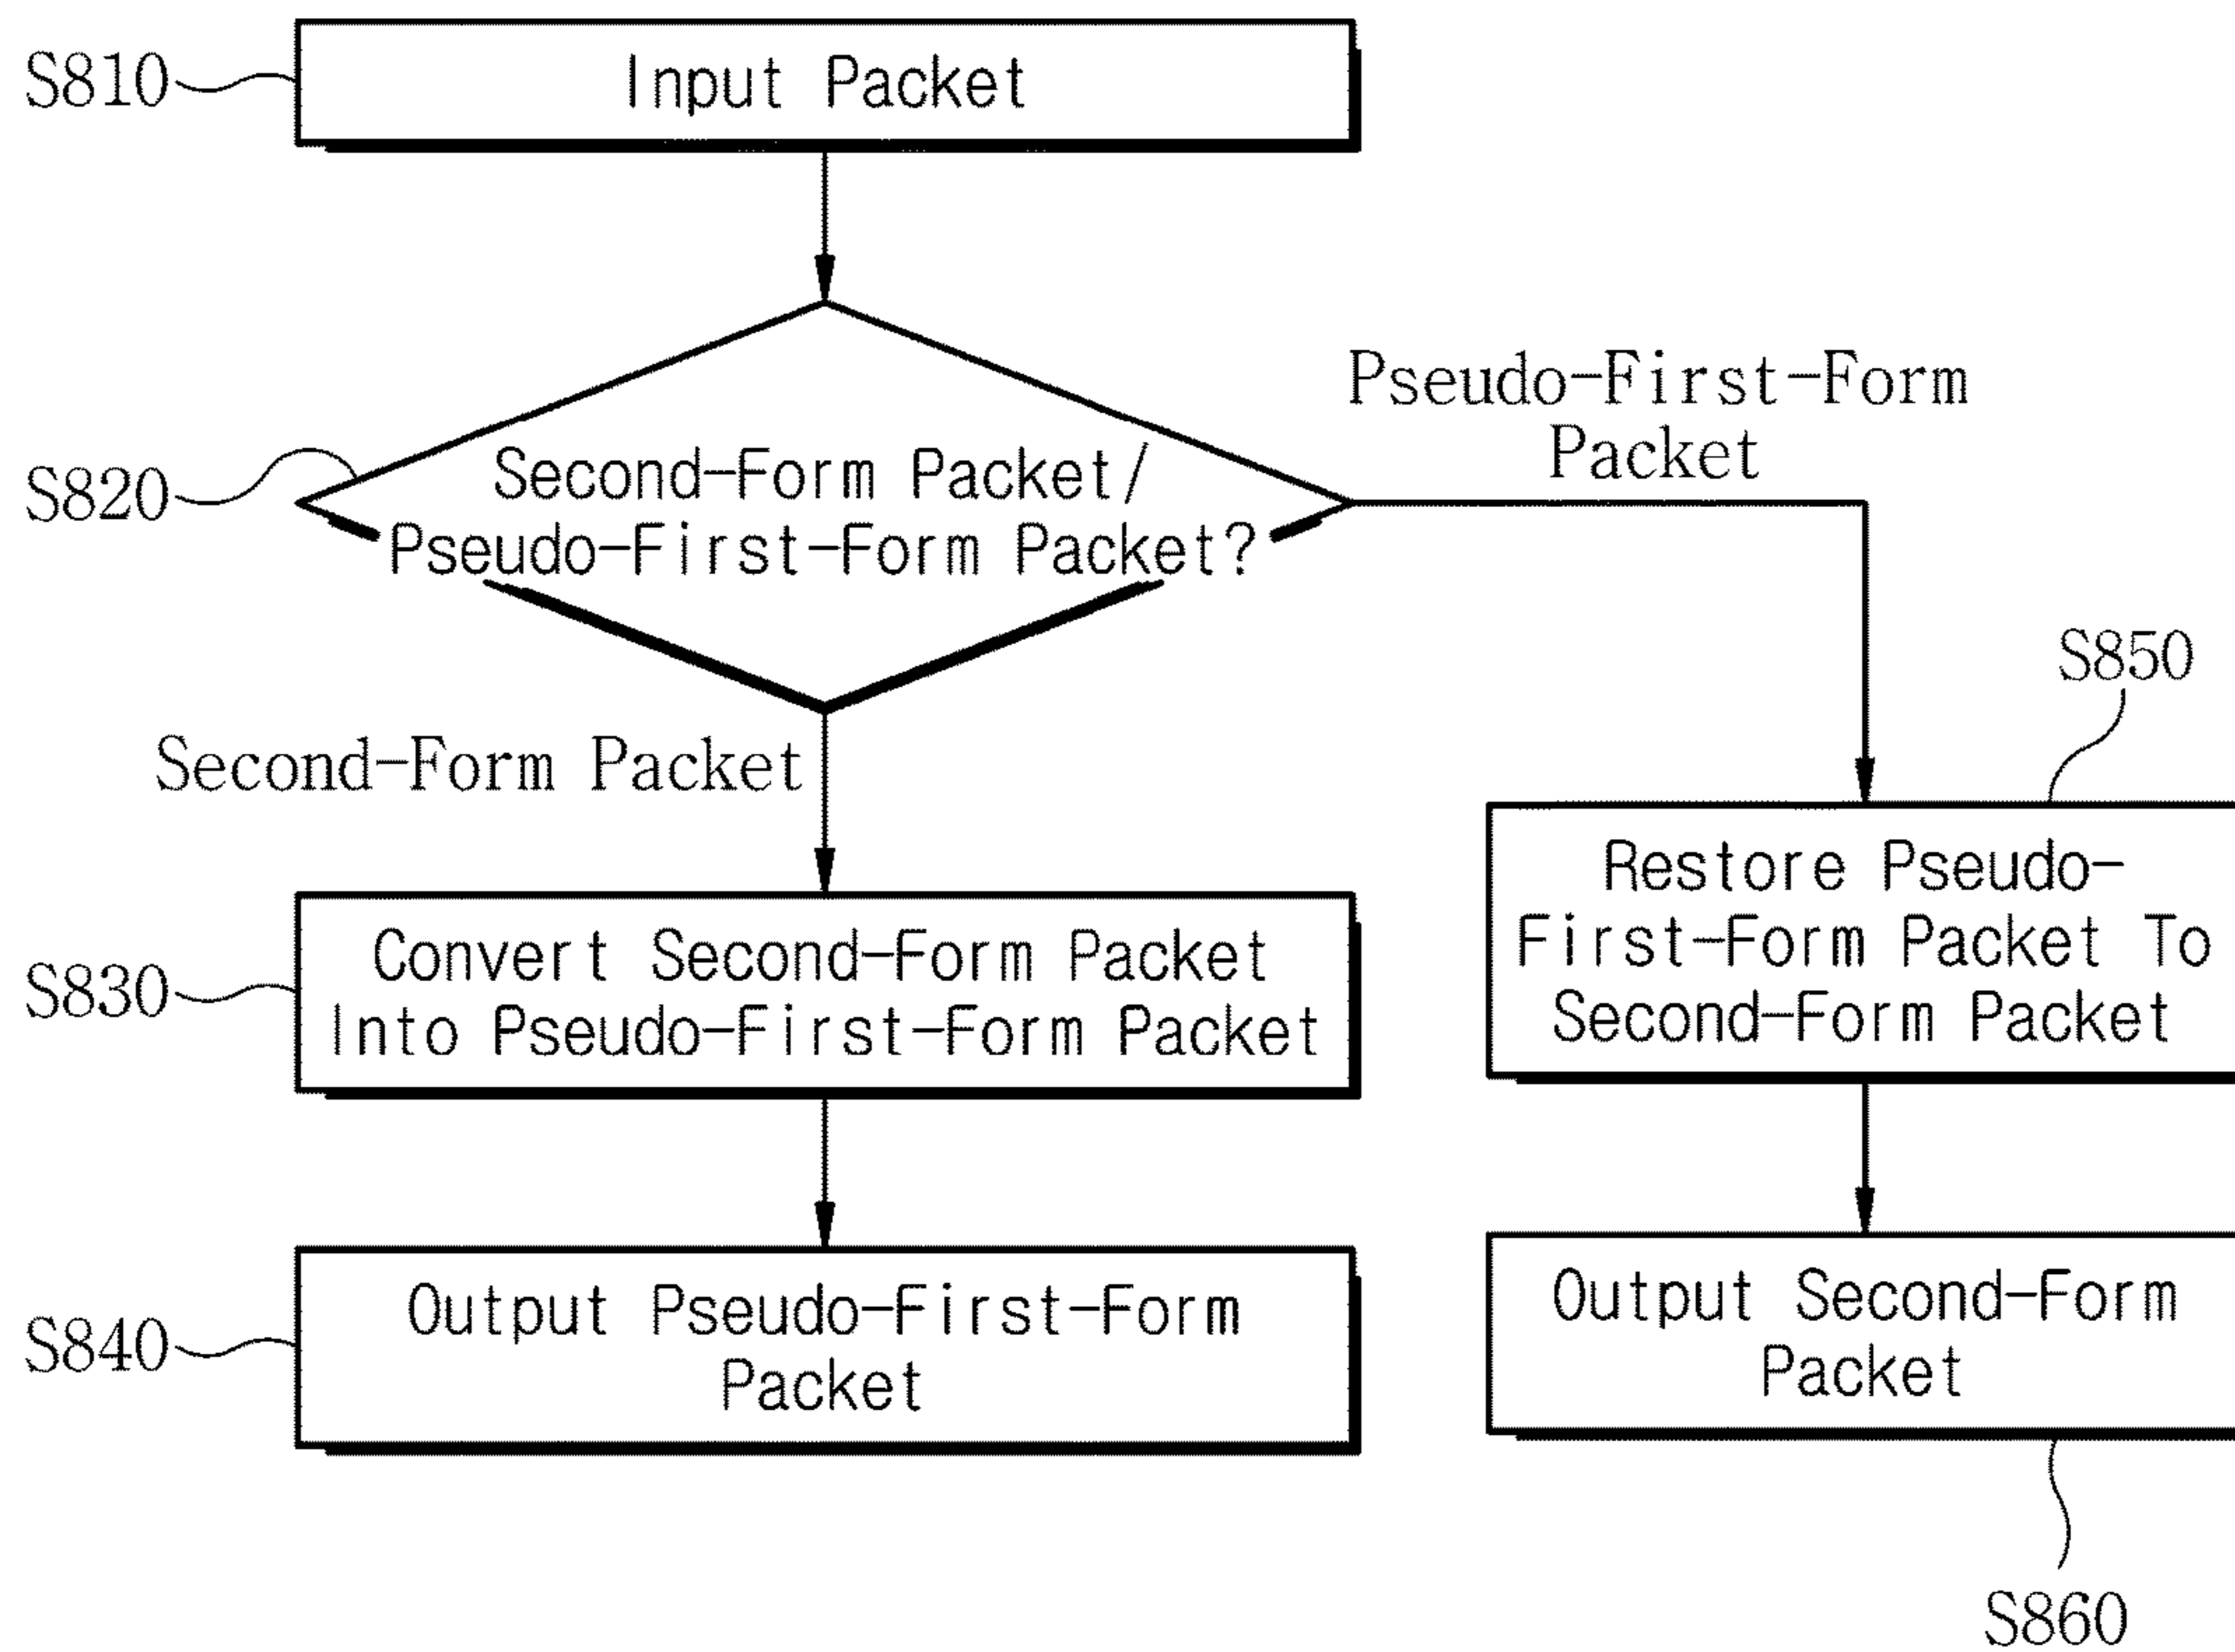 S810
Input Packet
S820
Second-Form Packet/
Pseudo-First-Form Packet?
Pseudo-First-Form
Packet
Second-Form Packet
S830
Convert Second-Form Packet
Into Pseudo-First-Form Packet
S840
Output Pseudo-First-Form
Packet
S850
Restore Pseudo-
First-Form Packet To
Second-Form Packet
Output Second-Form
Packet
S860